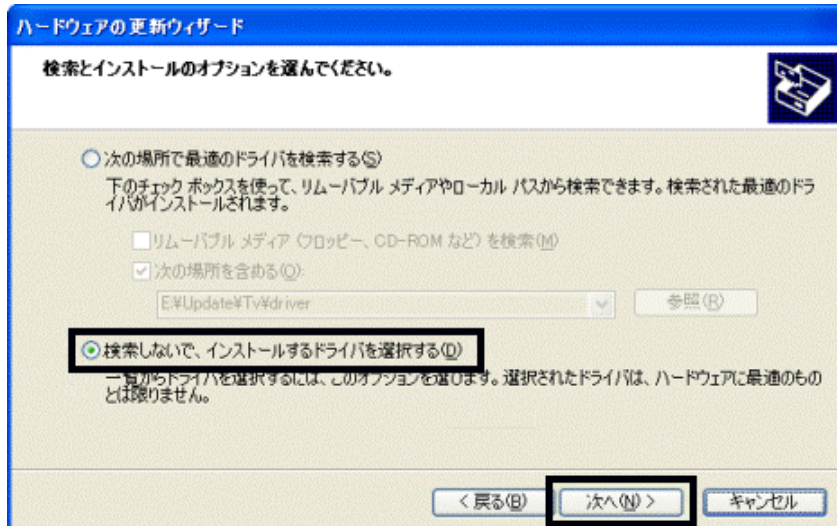 ハードウェアの更新ウィザード
検索とインストールのオプションを選んでください。
次の場所で最適のドライバを検索する(S)
下のチェック ボックスを使って、リムーバブル メディアやローカル パスから検索できます。検索された最適のドラ
イバがインストールされます。
リムーバブル メディア (フロッピー、CD-ROM など) を検索(M)
次の場所を含める(O):
E:¥Update¥Tv¥driver
参照(R)
検索しないで、インストールするドライバを選択する(D)
一覧からドライバを選択するには、このオプションを選びます。選択されたドライバは、ハードウェアに最適のもの
とは限りません。
< 戻る(B) 次へ(N) > キャンセル